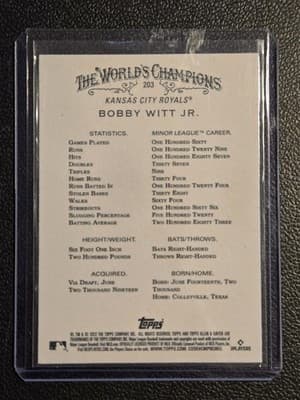 THE WORLD'S CHAMPIONS
203
KANSAS CITY ROYALS®
BOBBY WITT JR.
STATISTICS. MINOR LEAGUE™ CAREER.
GAMES PLAYED ONE HUNDRED SIXTY
RUNS ONE HUNDRED TWENTY NINE
HITS ONE HUNDRED EIGHTY SEVEN
DOUBLES THIRTY SEVEN
TRIPLES NINE
HOME RUNS THIRTY FOUR
RUNS BATTED IN ONE HUNDRED TWENTY FOUR
STOLEN BASES THIRTY EIGHT
WALKS SIXTY FOUR
STRIKEOUTS ONE HUNDRED SIXTY SIX
SLUGGING PERCENTAGE FIVE HUNDRED TWENTY
BATTING AVERAGE TWO HUNDRED EIGHTY THREE
HEIGHT/WEIGHT. BATS/THROWS.
SIX FOOT ONE INCH BATS RIGHT-HANDED
TWO HUNDRED POUNDS THROWS RIGHT-HANDED
ACQUIRED. BORN/HOME.
VIA DRAFT, JUNE BORN: JUNE FOURTEENTH, TWO
TWO THOUSAND NINETEEN THOUSAND
HOME: COLLEYVILLE, TEXAS
Topps
PLAYERS